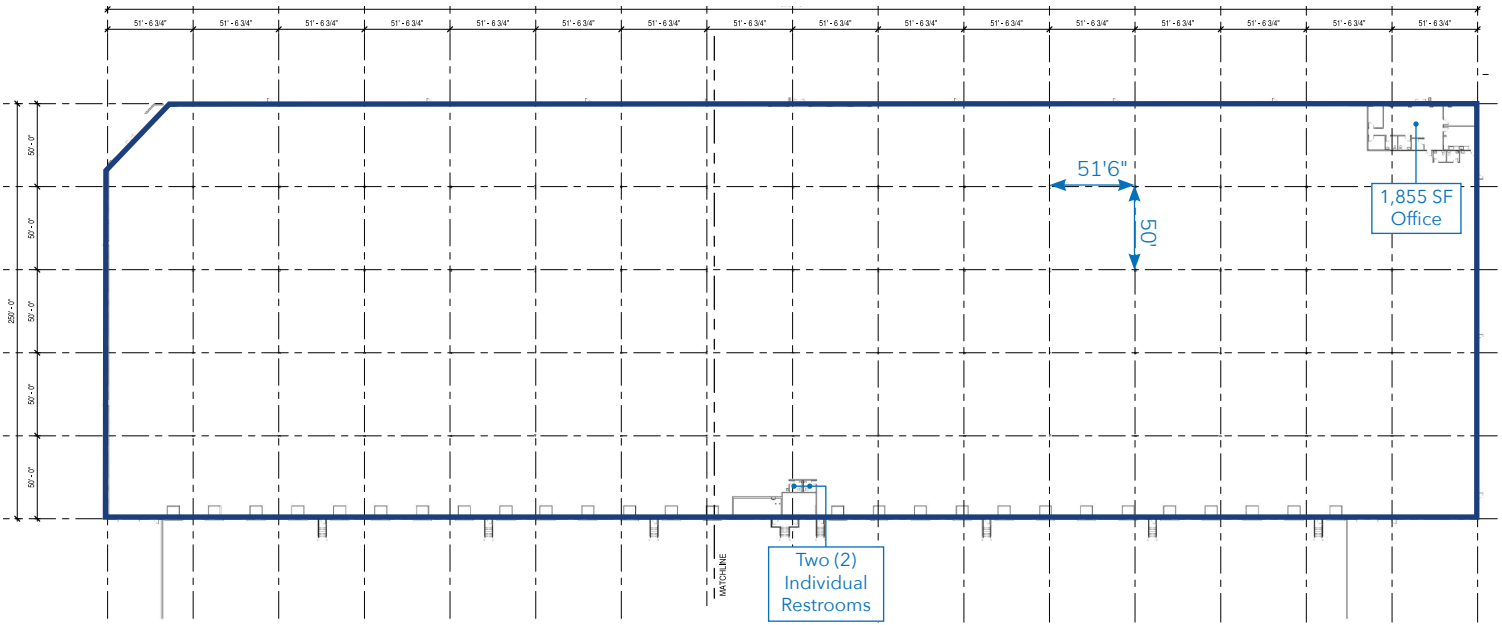 51' - 6 3/4" 51' - 6 3/4" 51' - 6 3/4" 51' - 6 3/4" 51' - 6 3/4" 51' - 6 3/4" 51' - 6 3/4" 51' - 6 3/4" 51' - 6 3/4" 51' - 6 3/4" 51' - 6 3/4" 51' - 6 3/4" 51' - 6 3/4" 51' - 6 3/4" 51' - 6 3/4" 51' - 6 3/4"
50' - 0"
50' - 0"
50' - 0"
50' - 0"
50' - 0"
250' - 0"
51'6"
50'
1,855 SF
Office
MATCHLINE
Two (2)
Individual
Restrooms